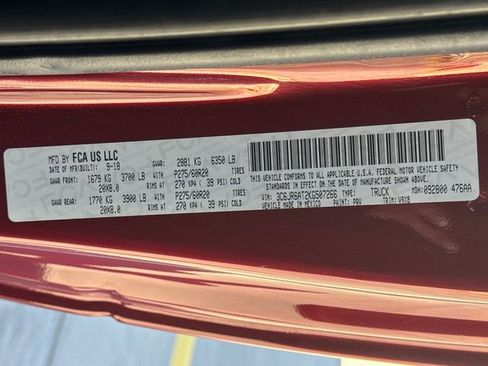 MFD BY FCA US LLC
DATE OF MFR(BUILT): 9-18 GVWR: 2881 KG 6350 LB
GAWR FRONT: 1679 KG 3700 LB WITH P275/60R20
20X8.0 RIMS AT 270 KPA ( 39 PSI) COLD
GAWR REAR: 1770 KG 3900 LB WITH P275/60R20
20X8.0 RIMS AT 270 KPA ( 39 PSI) COLD
THIS VEHICLE CONFORMS TO ALL APPLICABLE U.S.A. FEDERAL MOTOR VEHICLE SAFETY
STANDARDS IN EFFECT ON THE DATE OF MANUFACTURE SHOWN ABOVE.
VIN: 3C6JR6AT2KG507266 TYPE: TRUCK MDH: 092800 476AA
VEHICLE MADE IN MEXICO PAINT: PRV TRIM: V9X8